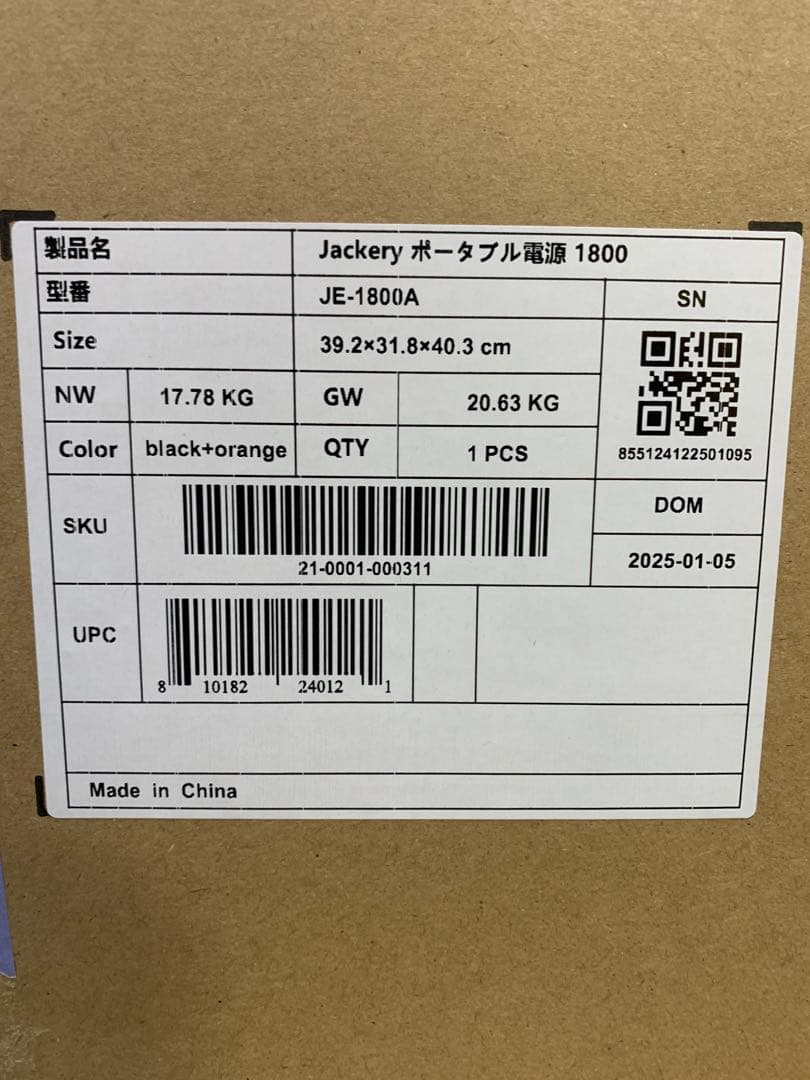 製品名 Jackery ポータブル電源 1800
型番 JE-1800A SN
Size 39.2×31.8×40.3 cm
NW 17.78 KG GW 20.63 KG
855124122501095
Color black+orange QTY 1 PCS
SKU
21-0001-000311
DOM
2025-01-05
UPC
8 10182 24012 1
Made in China